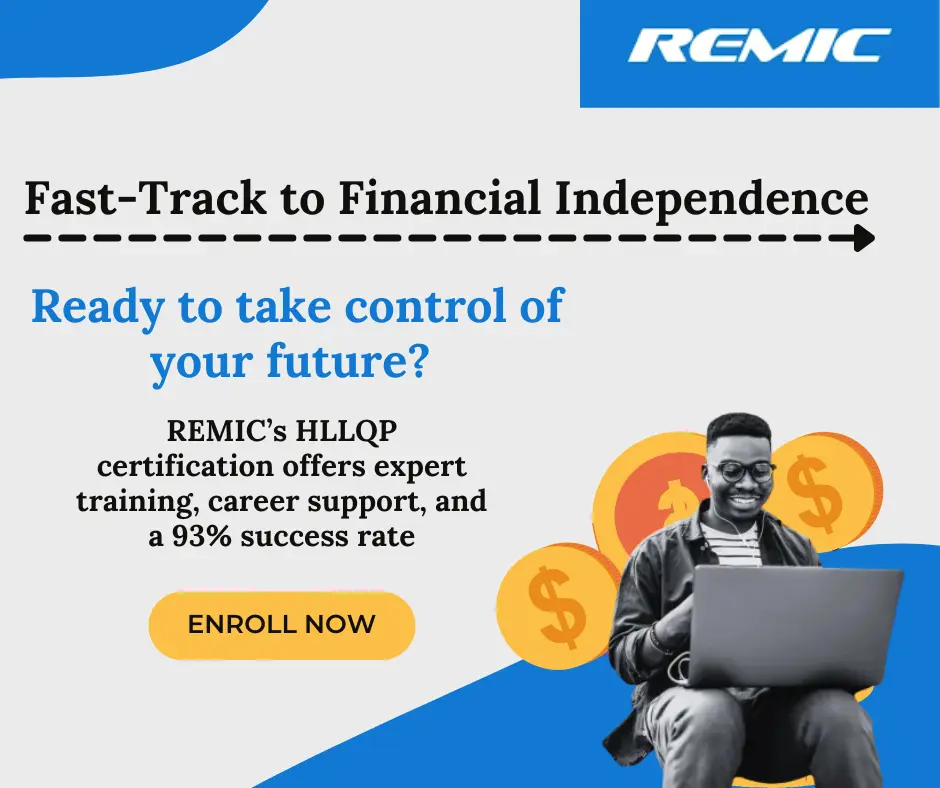 REMIC
Fast-Track to Financial Independence
Ready to take control of
your future?
REMIC’s HLLQP
certification offers expert
training, career support, and
a 93% success rate
ENROLL NOW
$
$
$